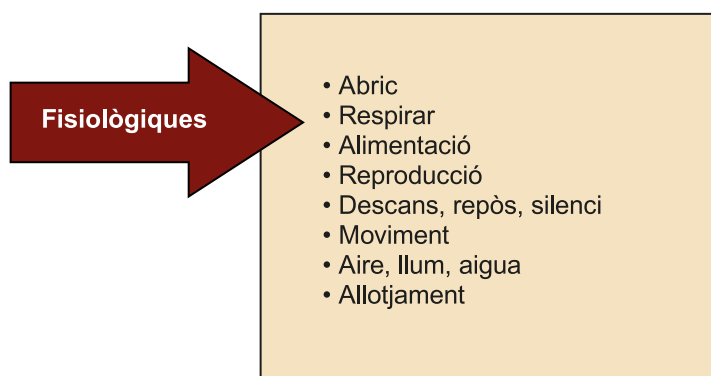 Fisiològiques
• Abric
• Respirar
• Alimentació
• Reproducció
• Descans, repòs, silenci
• Moviment
• Aire, llum, aigua
• Allotjament